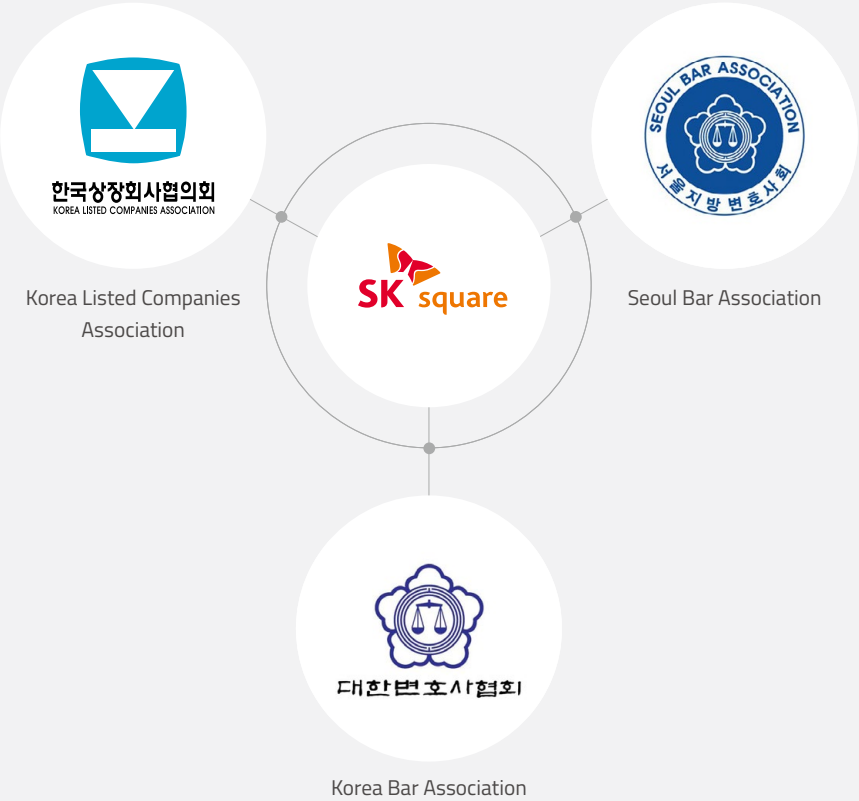 한국상장회사협의회
KOREA LISTED COMPANIES ASSOCIATION
Korea Listed Companies
Association
SK square
SEOUL BAR ASSOCIATION
서울지방변호사회
Seoul Bar Association
대한변호사협회
Korea Bar Association